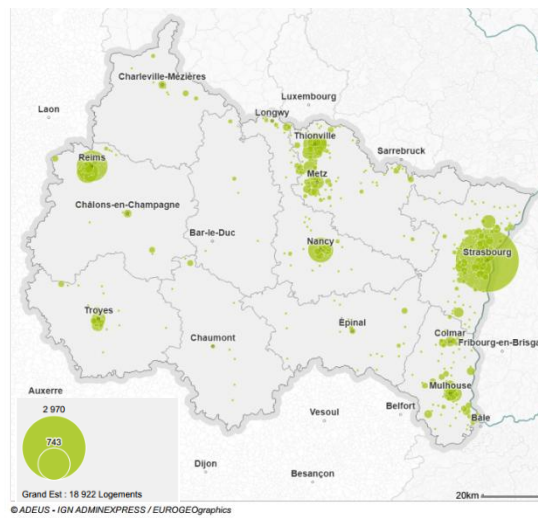 Charleville-Mézières
Laon
Luxembourg
Longwy
Thionville
Sarrebruck
Reims
Metz
Châlons-en-Champagne
Bar-le-Duc
Nancy
Strasbourg
Troyes
Épinal
Colmar
Chaumont
Fribourg-en-Brisga
Mulhouse
Auxerre
Belfort
Vesoul
Bâle
2 970
743
Dijon
Besançon
Grand Est : 18 922 Logements
20km
© ADEUS - IGN ADMINEXPRESS / EUROGEOgraphics